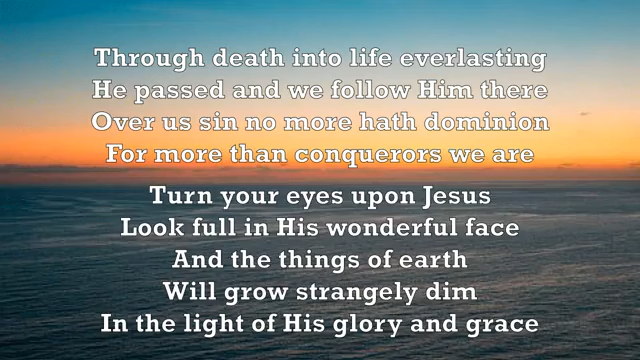 Through death into life everlasting
He passed and we follow Him there
Over us sin no more hath dominion
For more than conquerors we are
Turn your eyes upon Jesus
Look full in His wonderful face
And the things of earth
Will grow strangely dim
In the light of His glory and grace